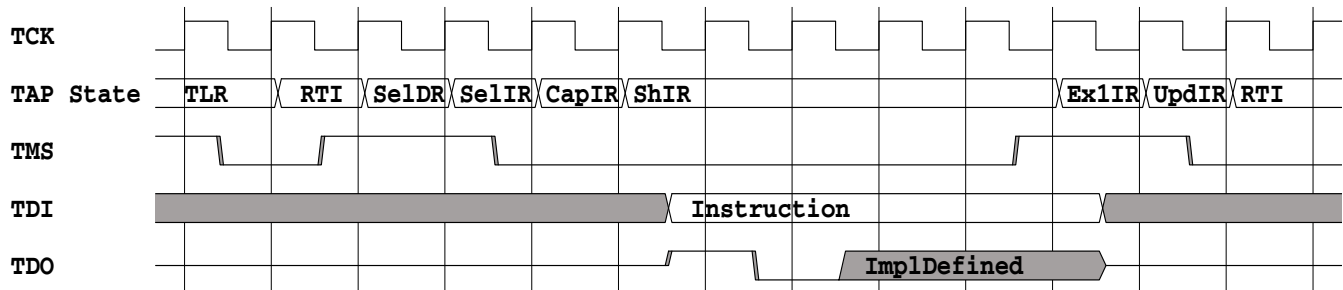 TCK
TAP State TLR RTI SelDR SelIR CapIR ShIR Ex1IR UpdIR RTI
TMS
TDI Instruction
TDO ImplDefined